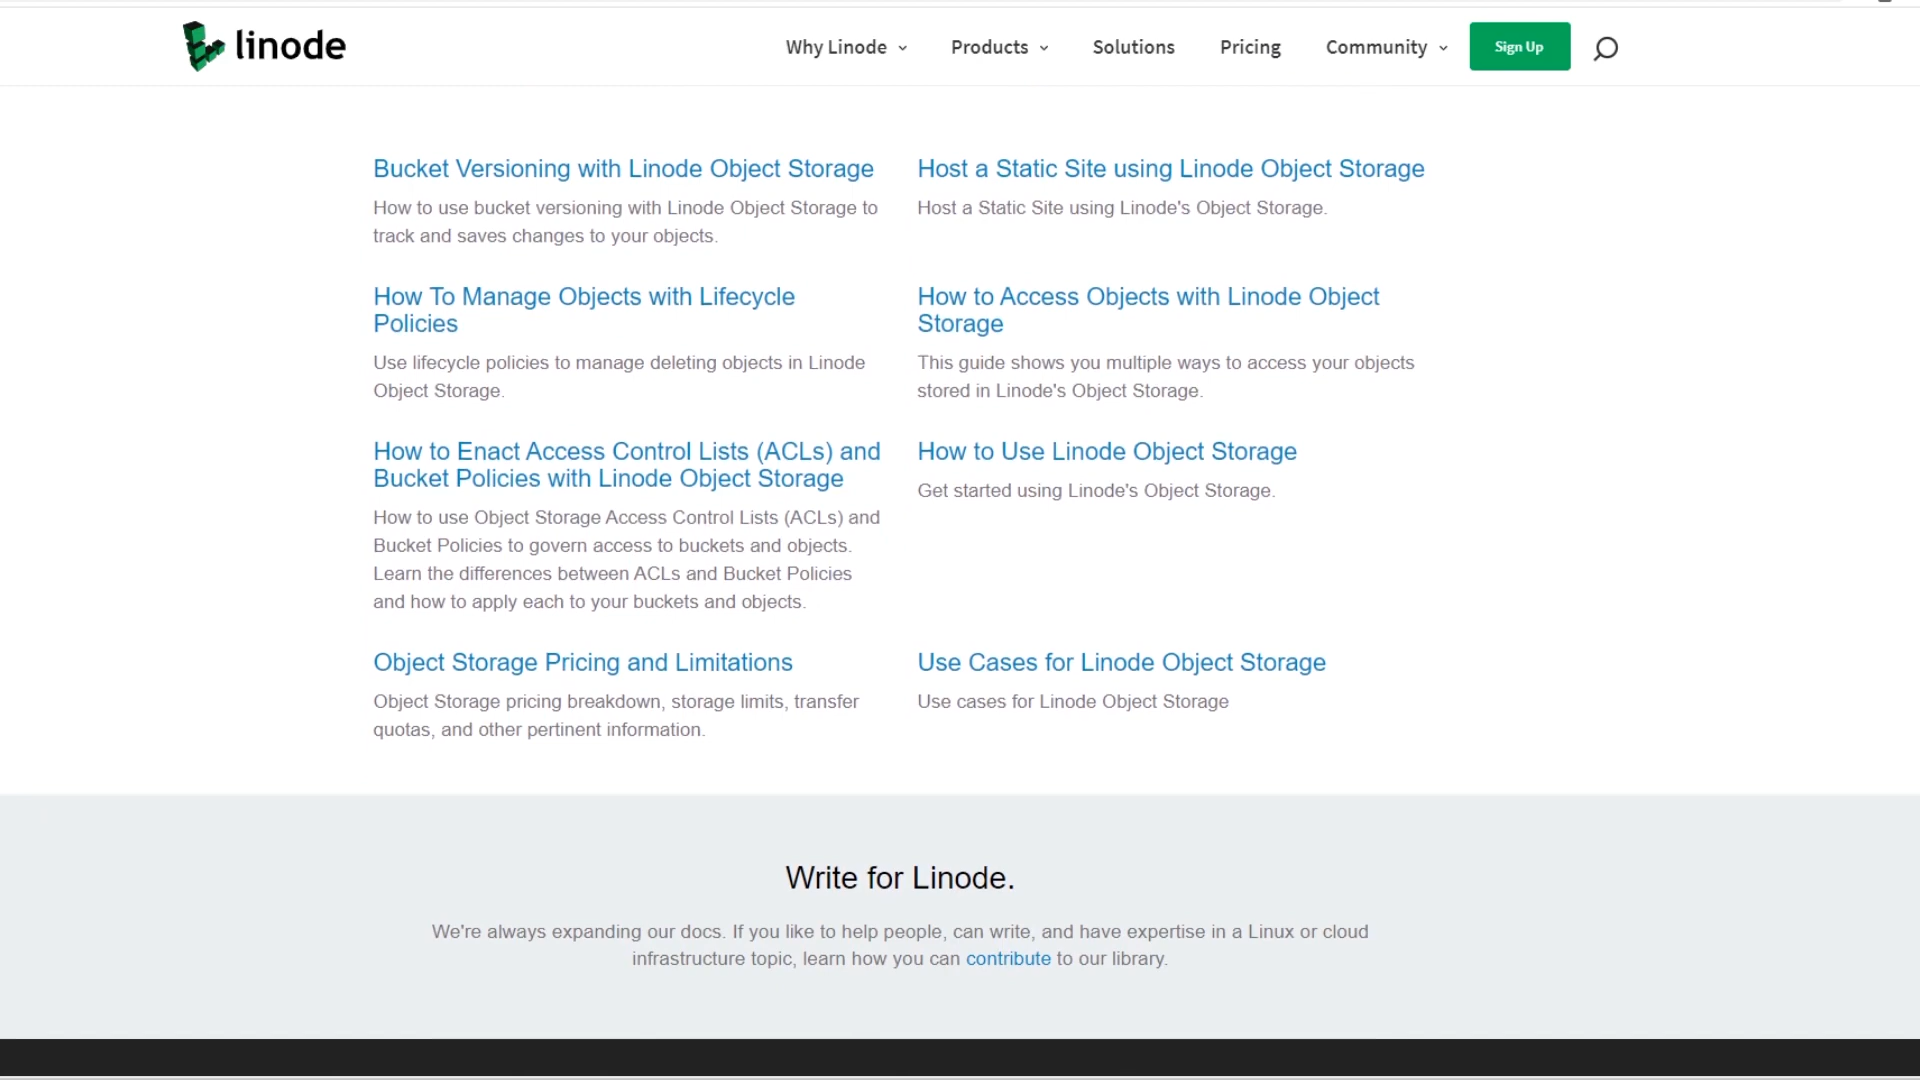 linode
Why Linode
Products
Solutions
Pricing
Community
Sign Up
Bucket Versioning with Linode Object Storage
How to use bucket versioning with Linode Object Storage to
track and saves changes to your objects.
Host a Static Site using Linode Object Storage
Host a Static Site using Linode's Object Storage.
How To Manage Objects with Lifecycle
Policies
Use lifecycle policies to manage deleting objects in Linode
Object Storage.
How to Access Objects with Linode Object
Storage
This guide shows you multiple ways to access your objects
stored in Linode's Object Storage.
How to Enact Access Control Lists (ACLs) and
Bucket Policies with Linode Object Storage
How to use Object Storage Access Control Lists (ACLs) and
Bucket Policies to govern access to buckets and objects.
Learn the differences between ACLs and Bucket Policies
and how to apply each to your buckets and objects.
How to Use Linode Object Storage
Get started using Linode's Object Storage.
Object Storage Pricing and Limitations
Object Storage pricing breakdown, storage limits, transfer
quotas, and other pertinent information.
Use Cases for Linode Object Storage
Use cases for Linode Object Storage
Write for Linode.
We're always expanding our docs. If you like to help people, can write, and have expertise in a Linux or cloud
infrastructure topic, learn how you can contribute to our library.